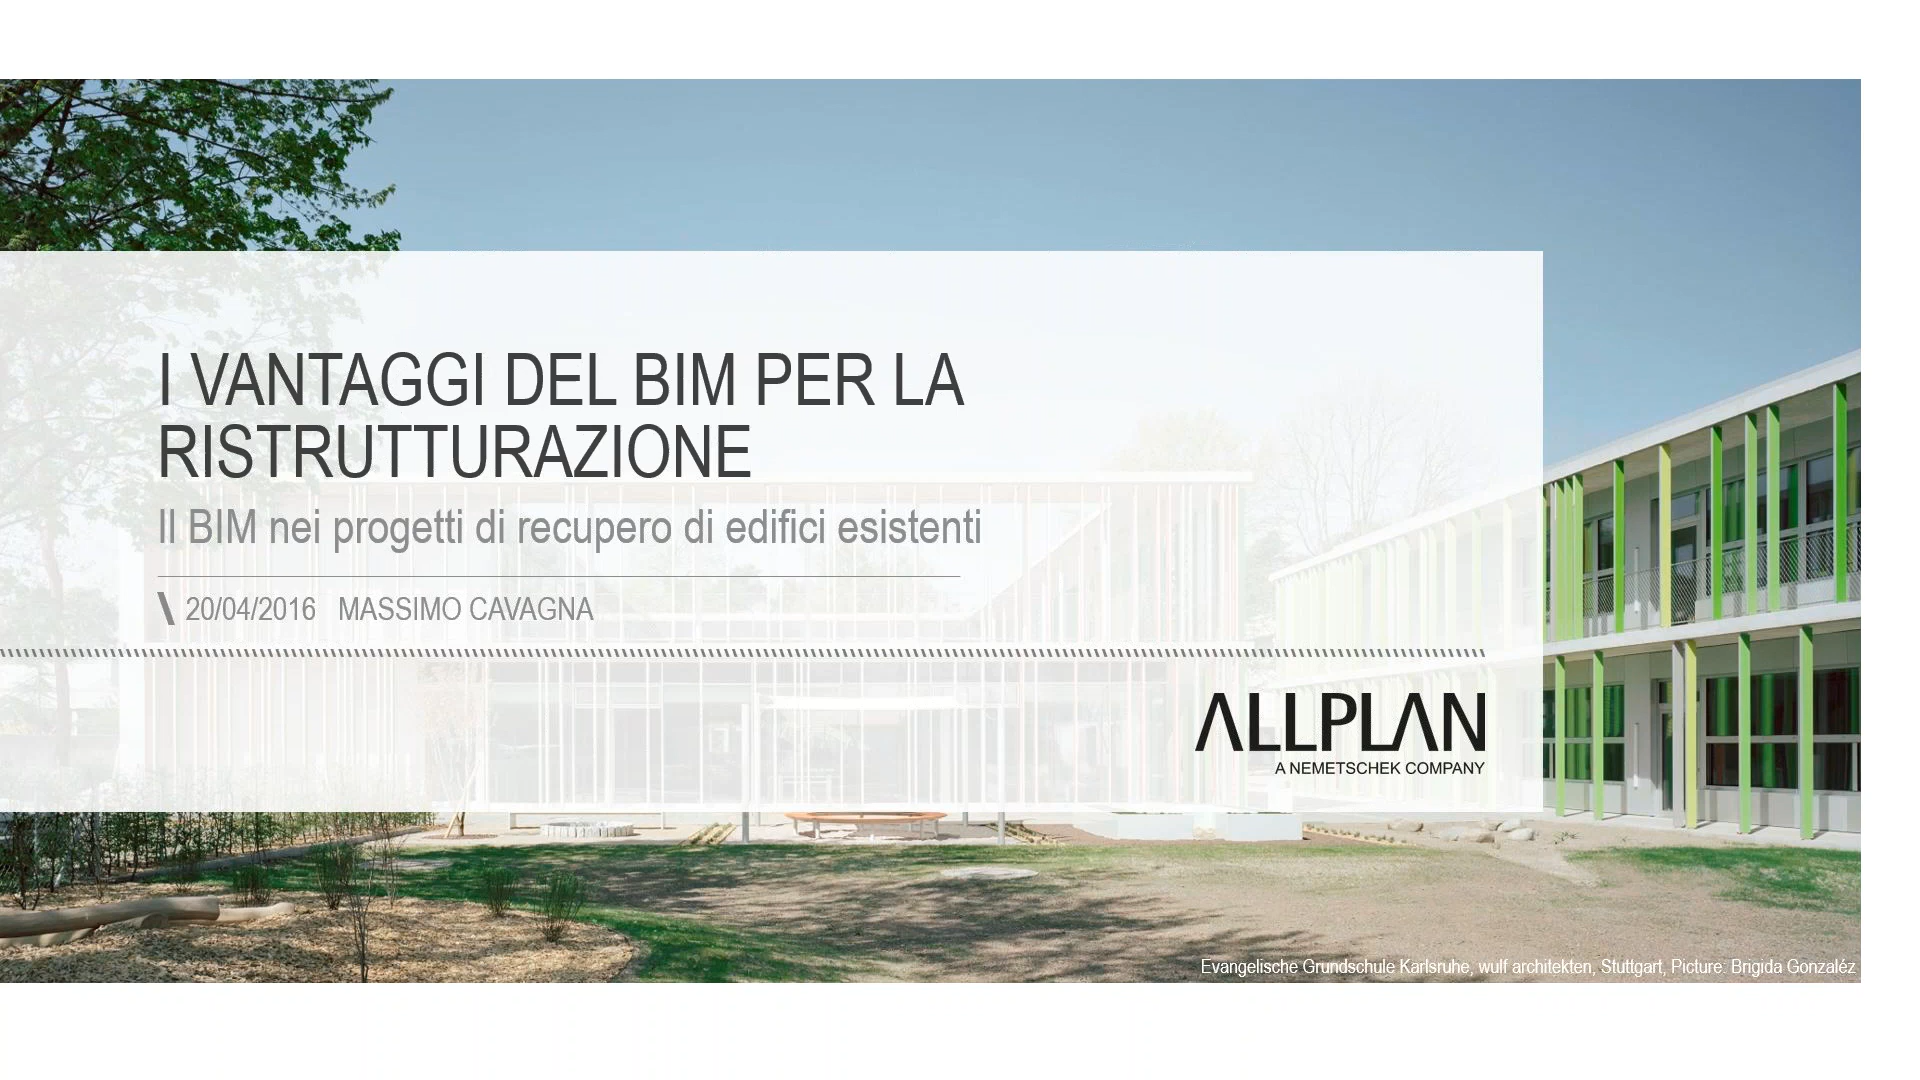 I VANTAGGI DEL BIM PER LA
RISTRUTTURAZIONE
Il BIM nei progetti di recupero di edifici esistenti
20/04/2016 MASSIMO CAVAGNA
ALLPLAN
A NEMETSCHEK COMPANY
Evangelische Grundschule Karlsruhe, wulf architekten, Stuttgart, Picture: Brigida Gonzaléz